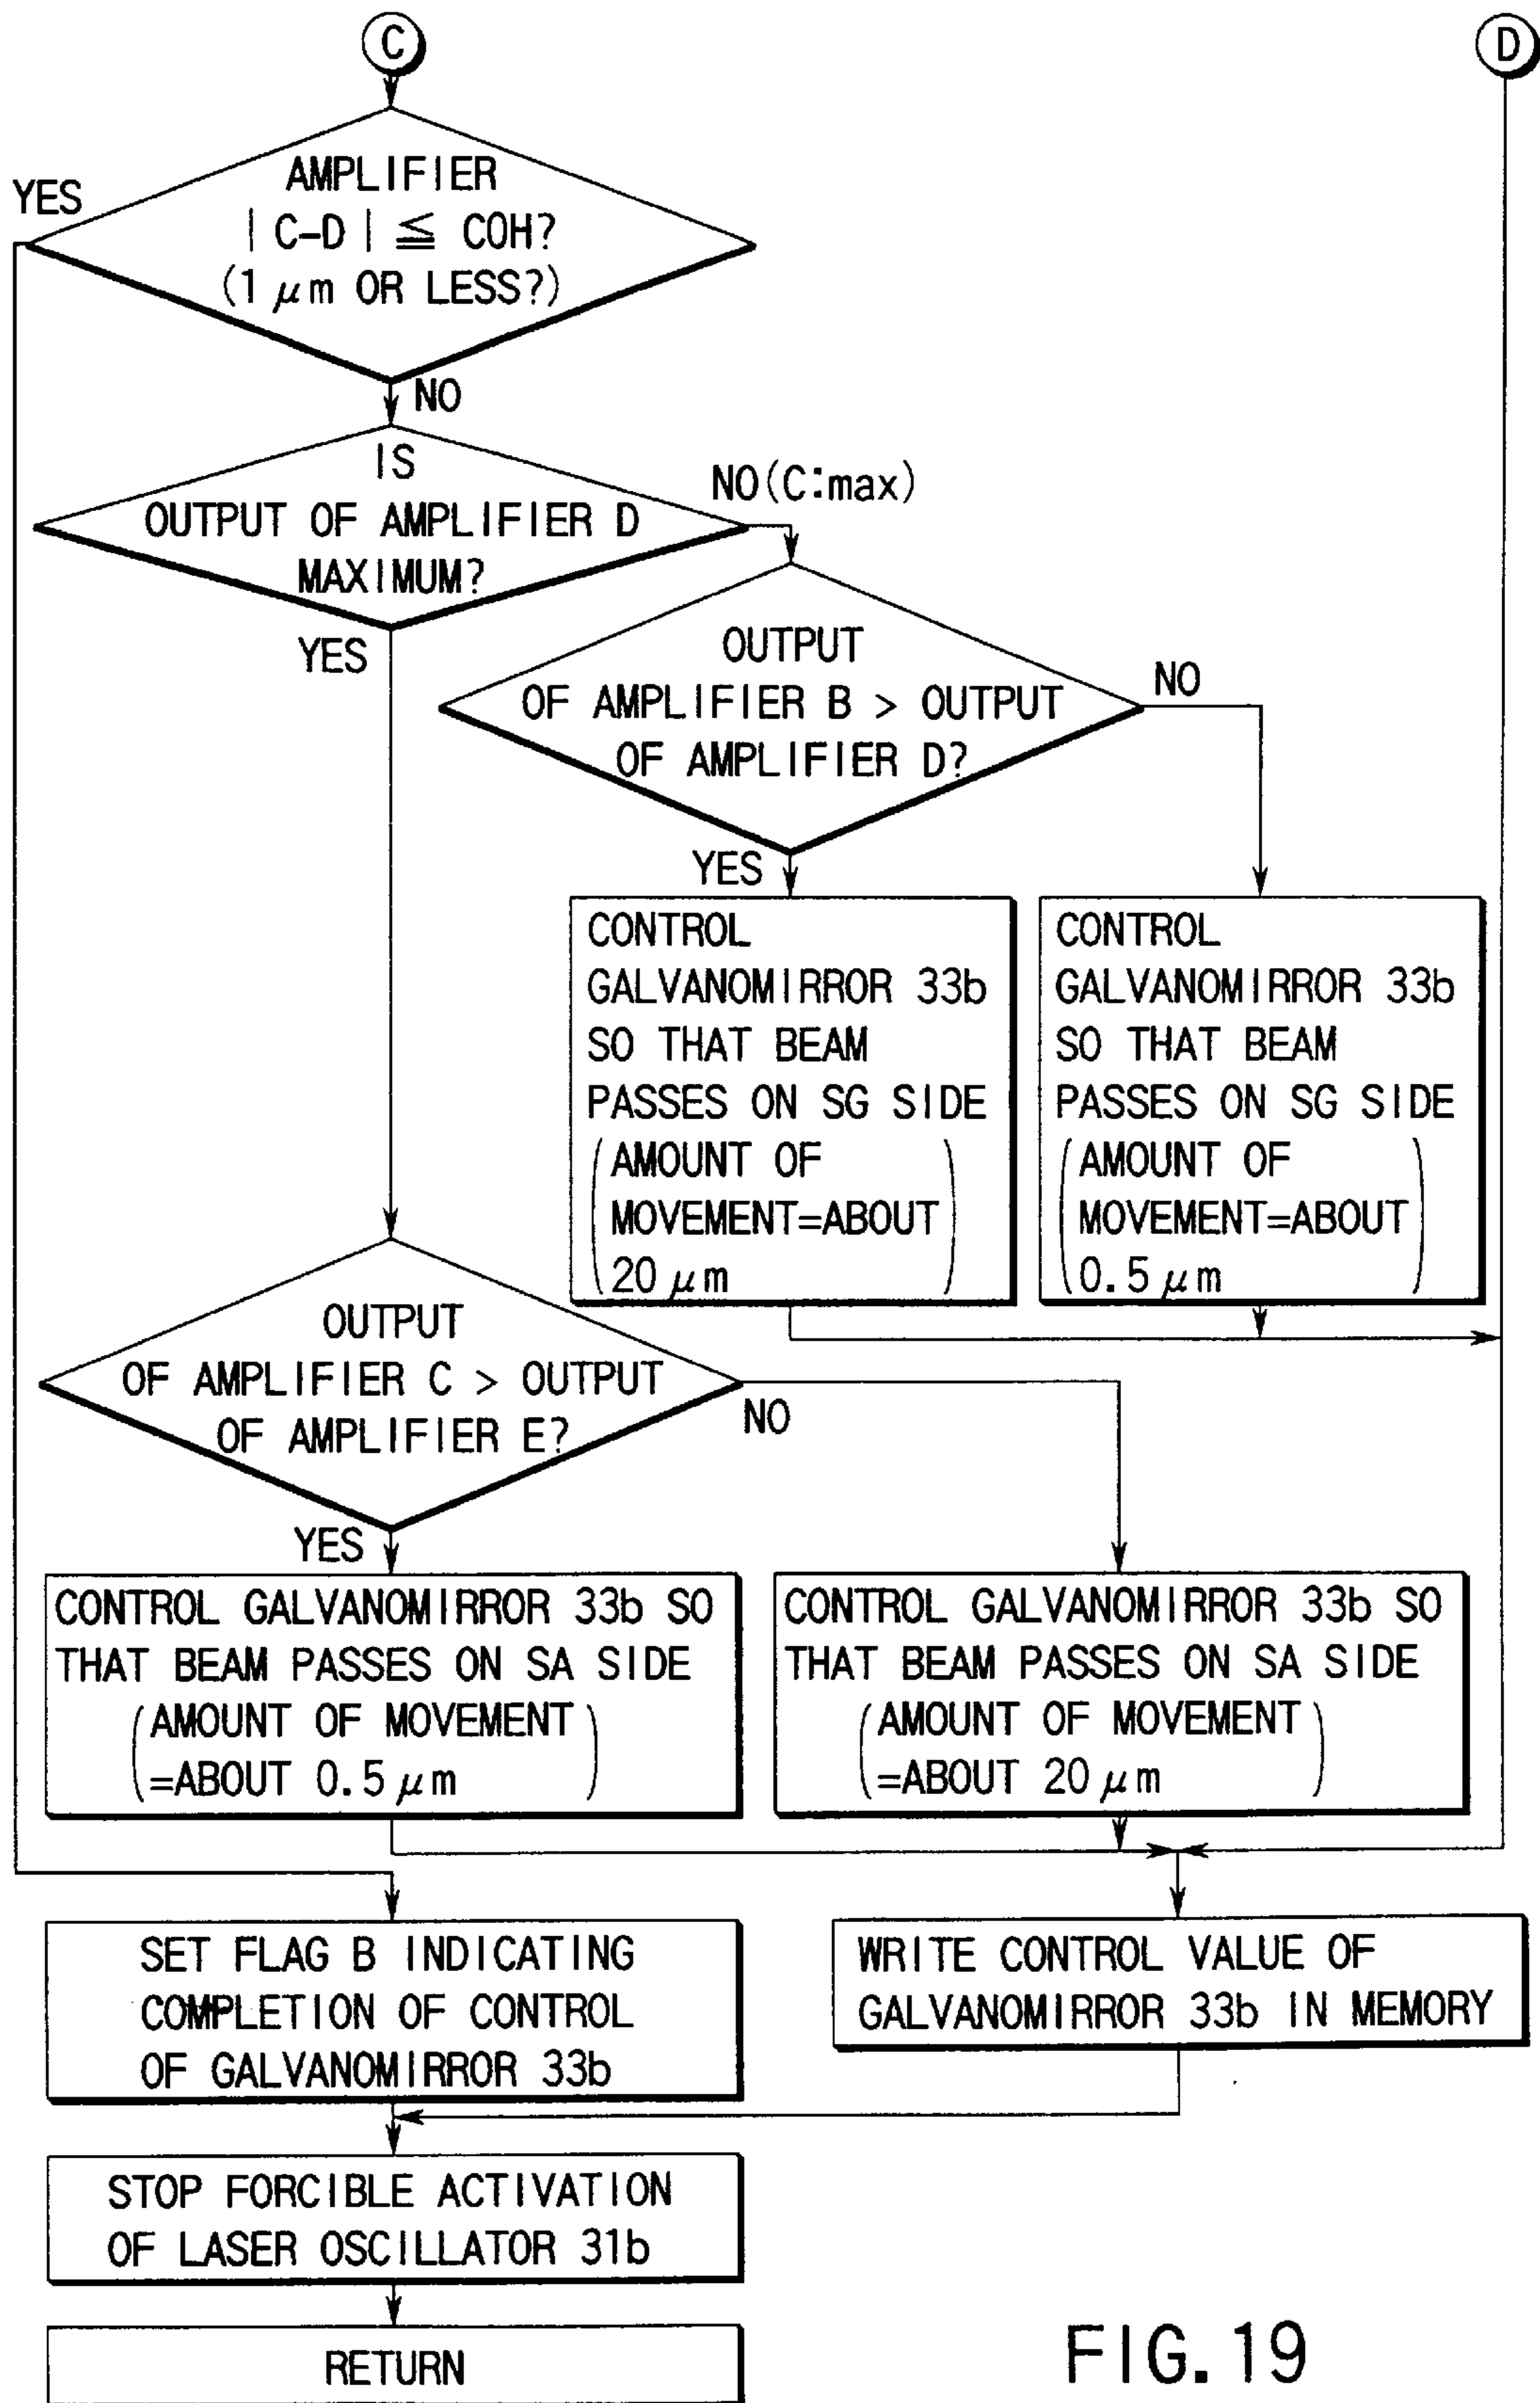 C
D
AMPLIFIER
| C-D | ≦ COH?
(1 μm OR LESS?)
YES
NO
IS
OUTPUT OF AMPLIFIER D
MAXIMUM?
NO(C:max)
YES
OUTPUT
OF AMPLIFIER B > OUTPUT
OF AMPLIFIER D?
NO
YES
CONTROL
GALVANOMIRROR 33b
SO THAT BEAM
PASSES ON SG SIDE
(AMOUNT OF
MOVEMENT=ABOUT
20 μm)
CONTROL
GALVANOMIRROR 33b
SO THAT BEAM
PASSES ON SG SIDE
(AMOUNT OF
MOVEMENT=ABOUT
0.5 μm)
OUTPUT
OF AMPLIFIER C > OUTPUT
OF AMPLIFIER E?
NO
YES
CONTROL GALVANOMIRROR 33b SO
THAT BEAM PASSES ON SA SIDE
(AMOUNT OF MOVEMENT
=ABOUT 0.5 μm)
CONTROL GALVANOMIRROR 33b SO
THAT BEAM PASSES ON SA SIDE
(AMOUNT OF MOVEMENT
=ABOUT 20 μm)
SET FLAG B INDICATING
COMPLETION OF CONTROL
OF GALVANOMIRROR 33b
WRITE CONTROL VALUE OF
GALVANOMIRROR 33b IN MEMORY
STOP FORCIBLE ACTIVATION
OF LASER OSCILLATOR 31b
RETURN
FIG. 19